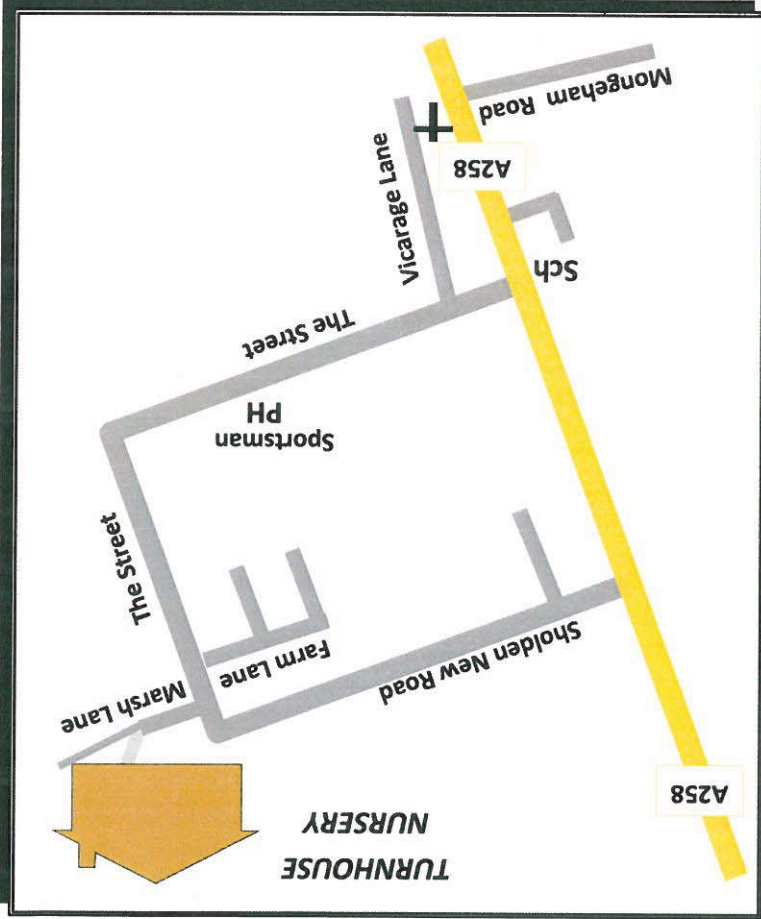 TURNHOUSE
NURSERY
A258
Marsh Lane
Farm Lane
Sholden New Road
The Street
Sportsman
PH
The Street
Sch
Vicarage Lane
A258
Mongeham Road